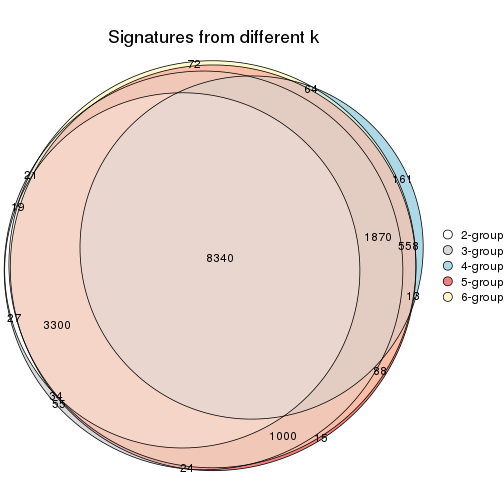 Signatures from different k
72
64
21
161
19
1870
558
8340
13
27
3300
88
34
55
1000
15
24
2-group
3-group
4-group
5-group
6-group